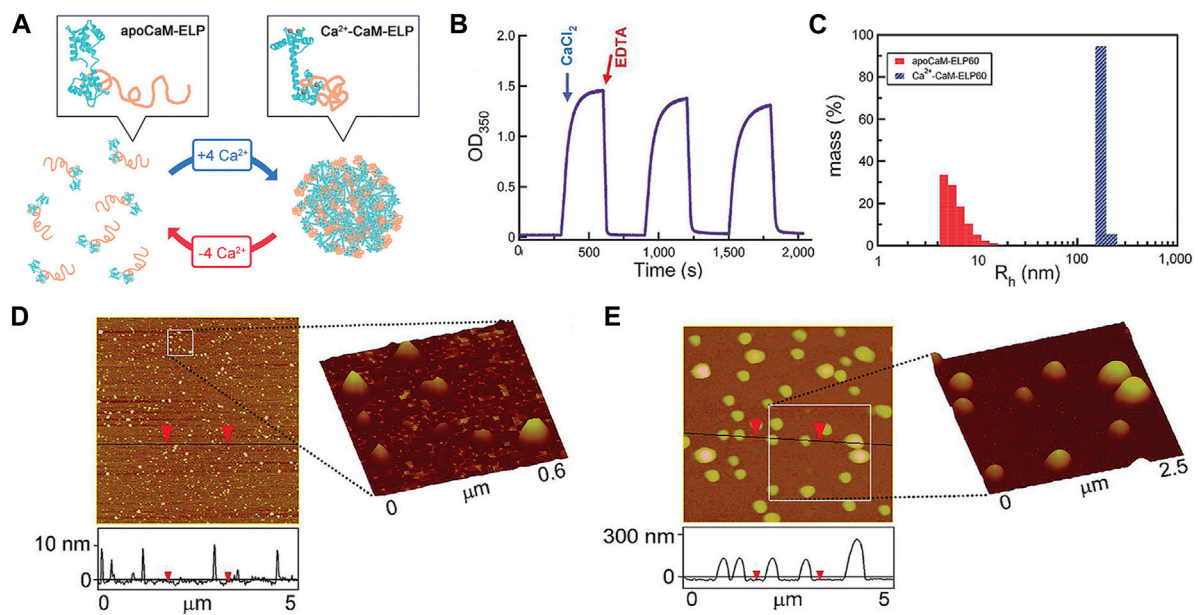 A
apoCaM-ELP
Ca²⁺-CaM-ELP
+4 Ca²⁺
-4 Ca²⁺
B
CaCl₂
EDTA
OD₃₅₀
2.0
1.5
1.0
0.5
0
0 500 1,000 1,500 2,000
Time (s)
C
apoCaM-ELP60
Ca²⁺-CaM-ELP60
mass (%)
100
80
60
40
20
0
1 10 100 1,000
Rₕ (nm)
D
0 μm 0.6
10 nm
0
0 μm 5
E
0 μm 2.5
300 nm
0
0 μm 5